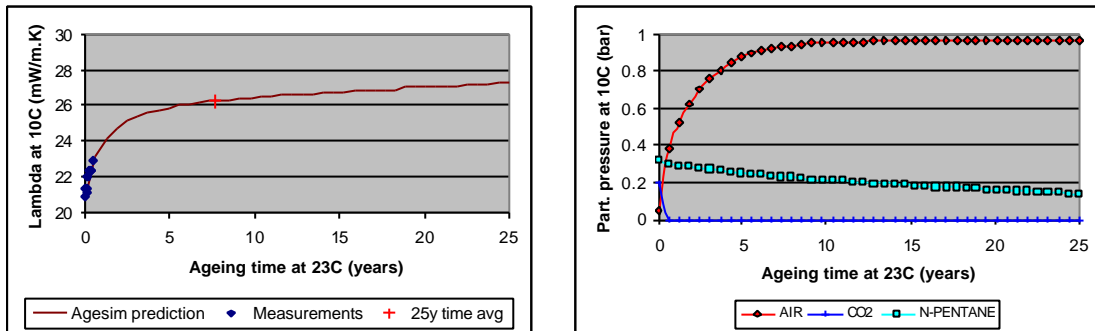 Lambda at 10C (mW/m.K)
30
28
26
24
22
20
0 5 10 15 20 25
Ageing time at 23C (years)
Agesim prediction Measurements 25y time avg
Part. pressure at 10C (bar)
1
0.8
0.6
0.4
0.2
0
0 5 10 15 20 25
Ageing time at 23C (years)
AIR CO2 N-PENTANE